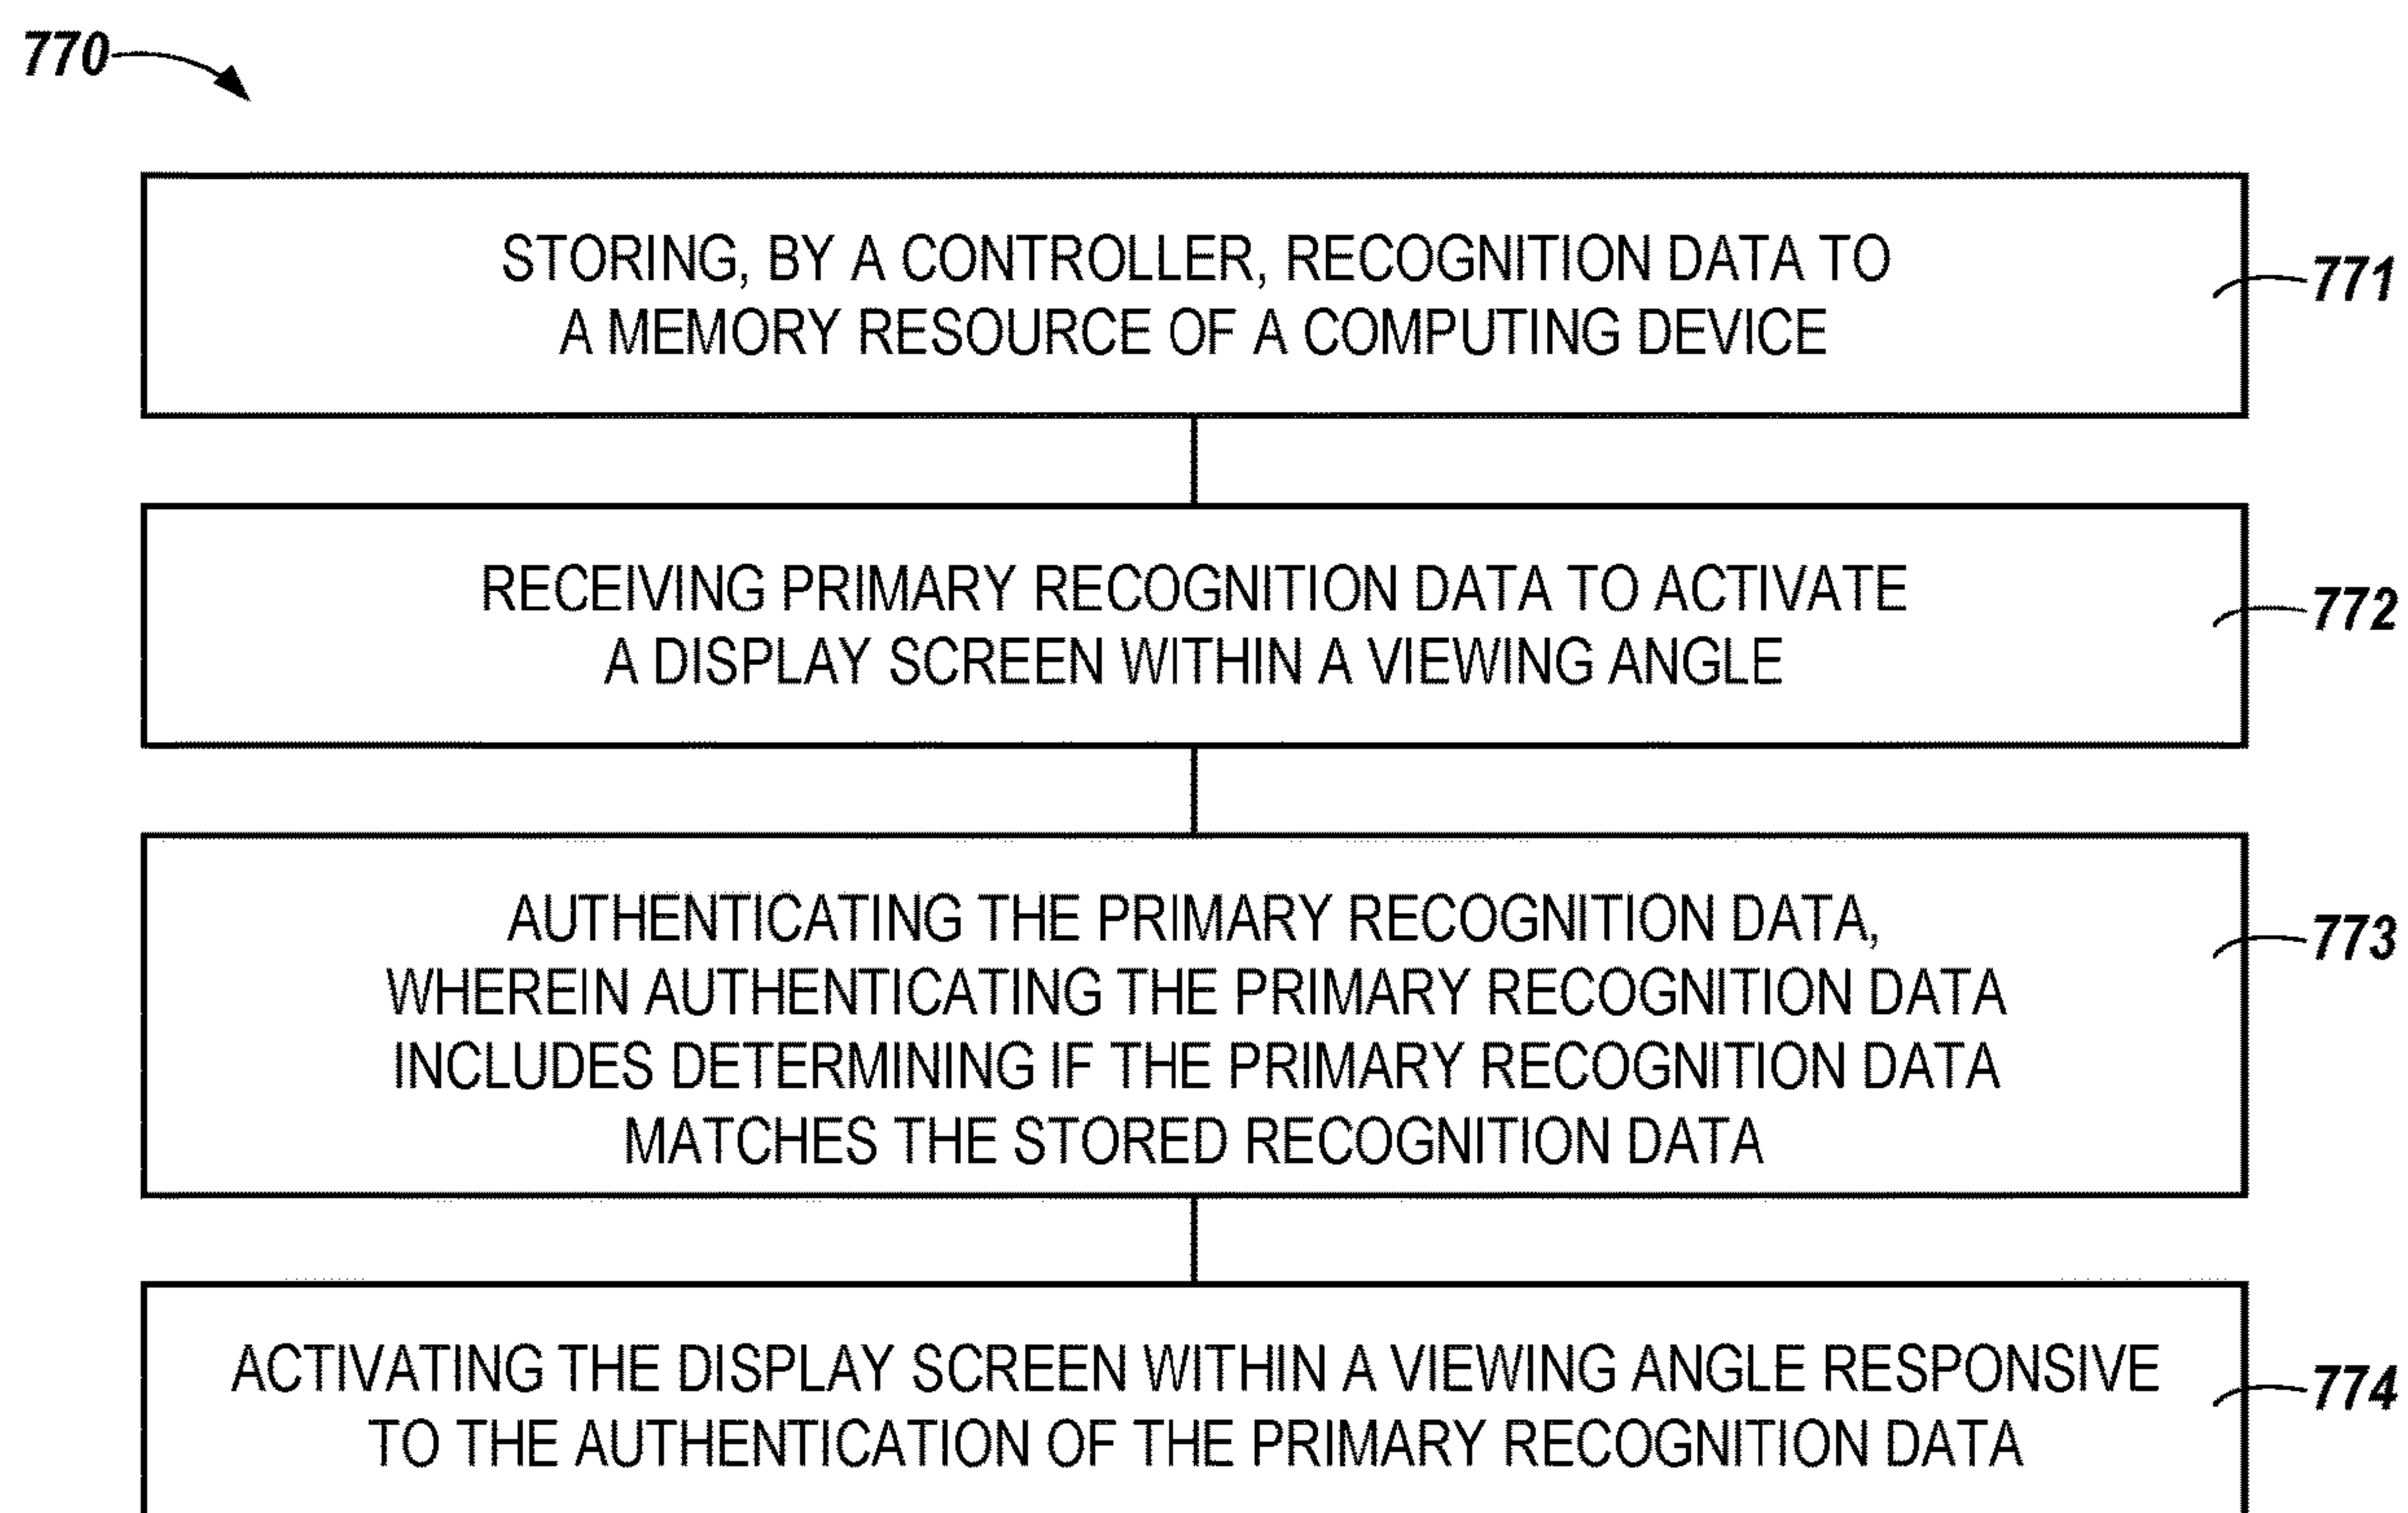 770
STORING, BY A CONTROLLER, RECOGNITION DATA TO
A MEMORY RESOURCE OF A COMPUTING DEVICE
771
RECEIVING PRIMARY RECOGNITION DATA TO ACTIVATE
A DISPLAY SCREEN WITHIN A VIEWING ANGLE
772
AUTHENTICATING THE PRIMARY RECOGNITION DATA,
WHEREIN AUTHENTICATING THE PRIMARY RECOGNITION DATA
INCLUDES DETERMINING IF THE PRIMARY RECOGNITION DATA
MATCHES THE STORED RECOGNITION DATA
773
ACTIVATING THE DISPLAY SCREEN WITHIN A VIEWING ANGLE RESPONSIVE
TO THE AUTHENTICATION OF THE PRIMARY RECOGNITION DATA
774